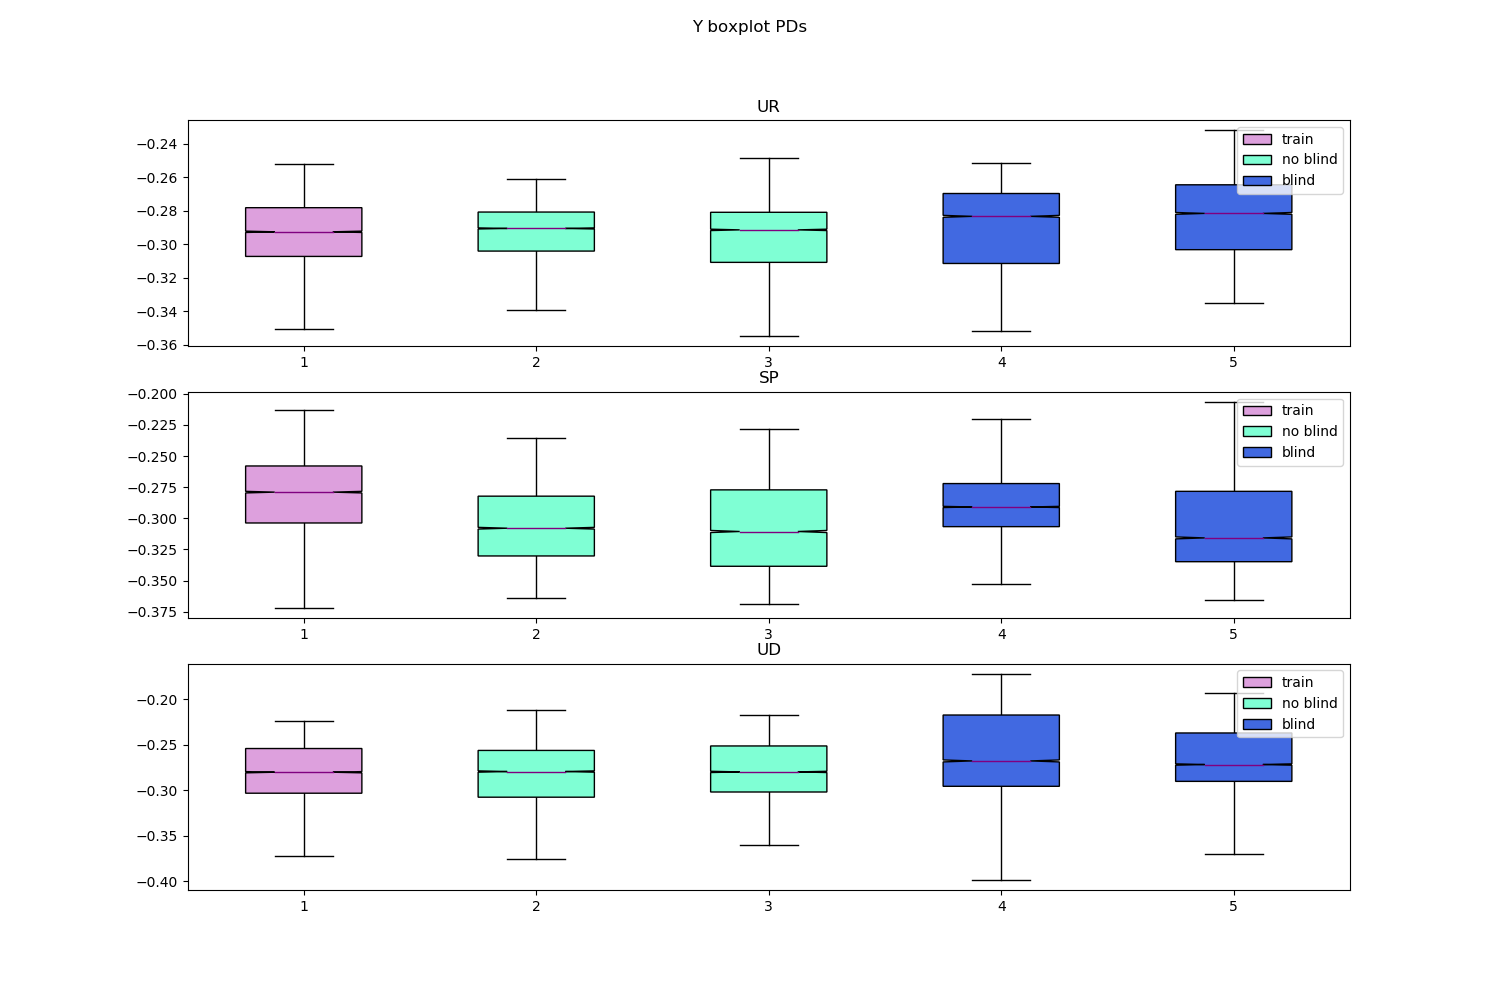 Y boxplot PDs
UR
−0.24
−0.26
−0.28
−0.30
−0.32
−0.34
−0.36
train
no blind
blind
1 2 3 4 5
SP
−0.200
−0.225
−0.250
−0.275
−0.300
−0.325
−0.350
−0.375
train
no blind
blind
1 2 3 4 5
UD
−0.20
−0.25
−0.30
−0.35
−0.40
train
no blind
blind
1 2 3 4 5